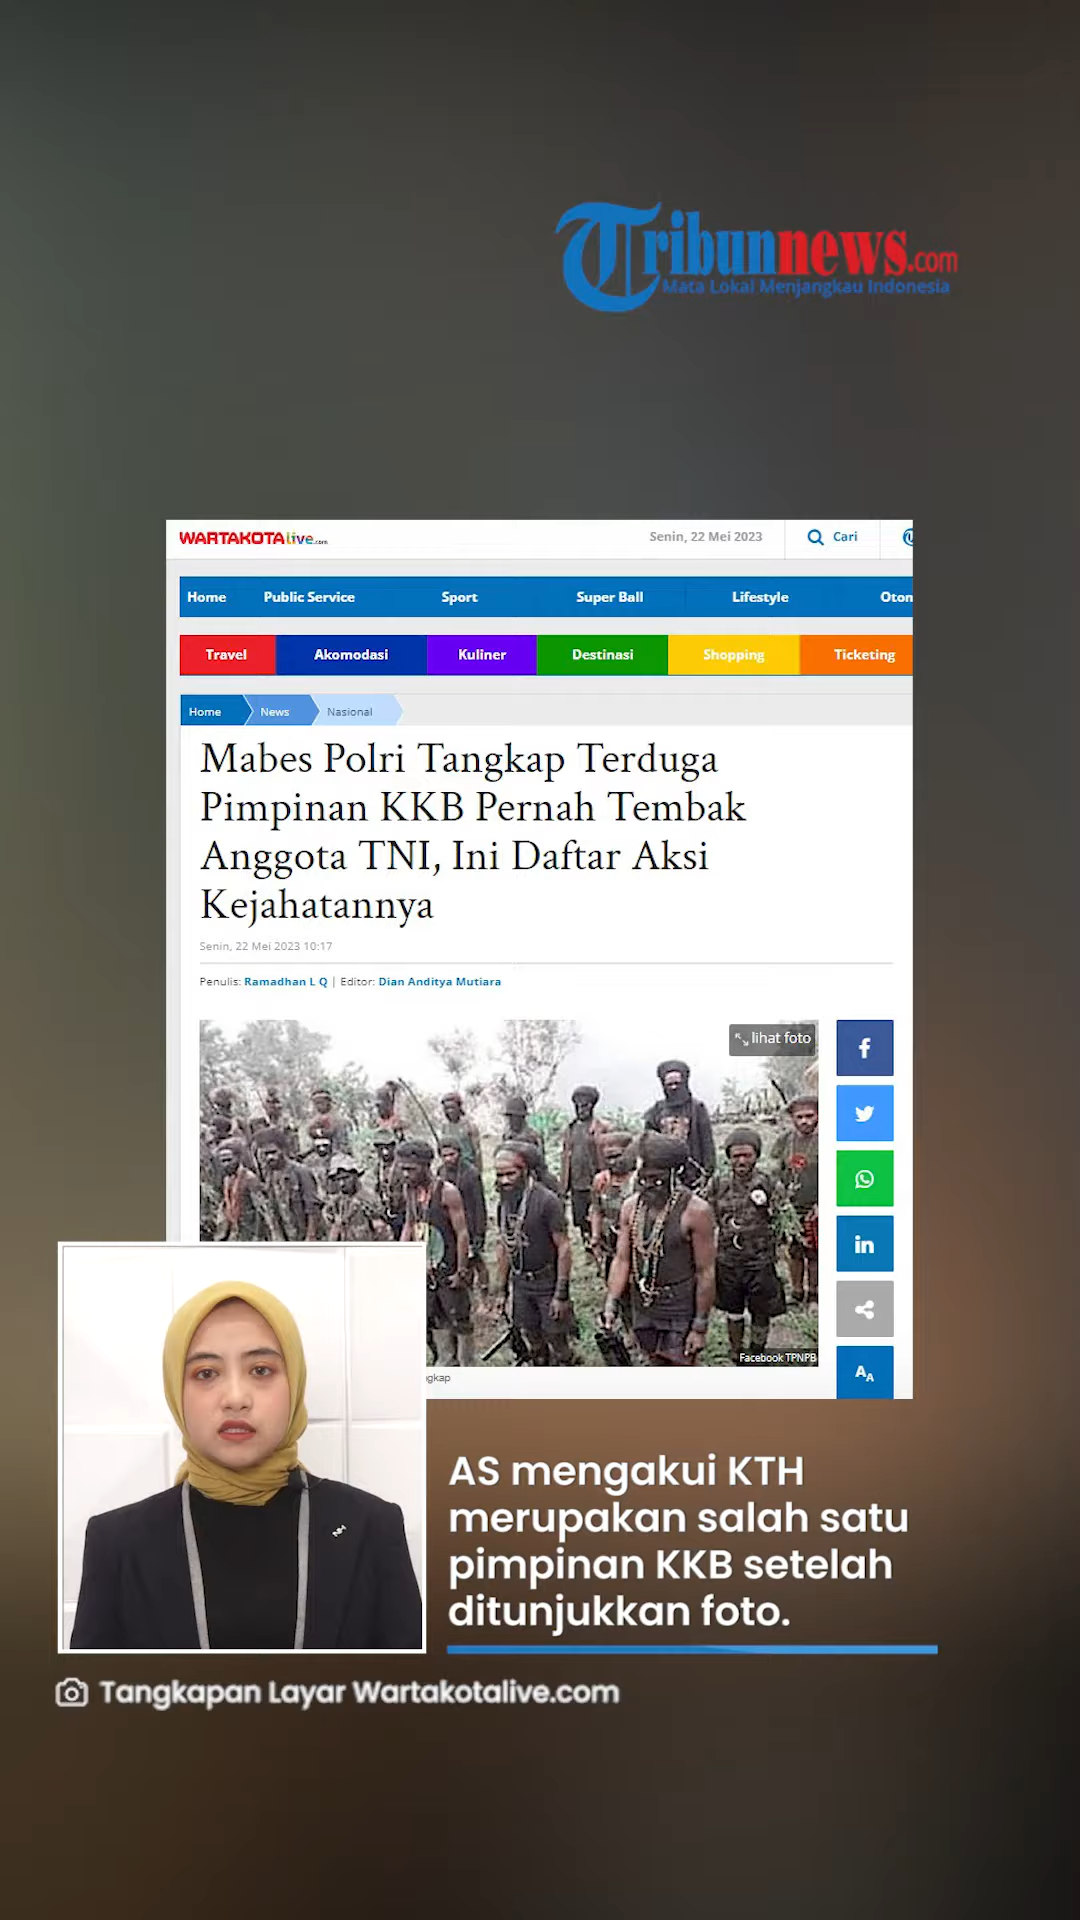 Tribunnews.com
Mata Lokal Menjangkau Indonesia
WARTAKOTAlive.com
Senin, 22 Mei 2023
Cari
Home
Public Service
Sport
Super Ball
Lifestyle
Otom
Travel
Akomodasi
Kuliner
Destinasi
Shopping
Ticketing
Home
News
Nasional
Mabes Polri Tangkap Terduga
Pimpinan KKB Pernah Tembak
Anggota TNI, Ini Daftar Aksi
Kejahatannya
Senin, 22 Mei 2023 10:17
Penulis: Ramadhan L Q | Editor: Dian Anditya Mutiara
lihat foto
Facebook TPNPB
gkap
AA
AS mengakui KTH
merupakan salah satu
pimpinan KKB setelah
ditunjukkan foto.
Tangkapan Layar Wartakotalive.com